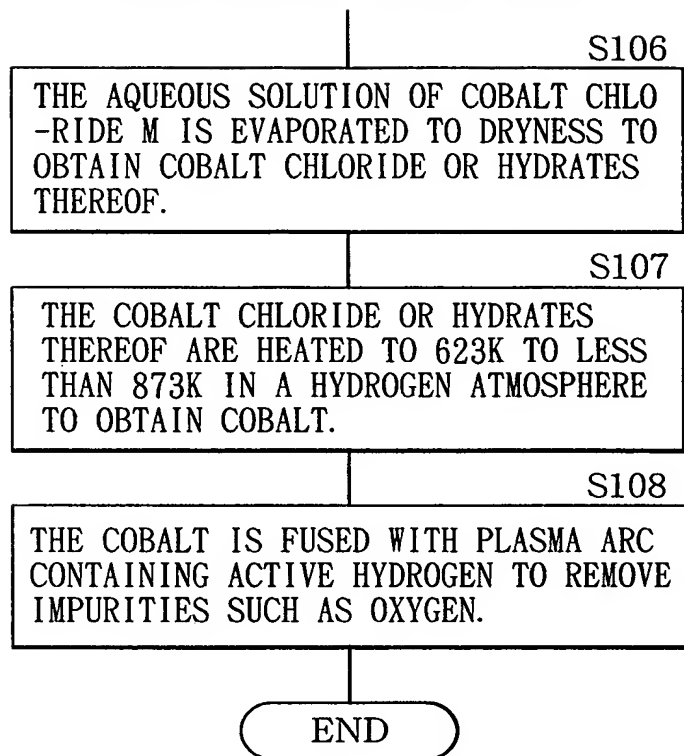 S106
THE AQUEOUS SOLUTION OF COBALT CHLO
-RIDE M IS EVAPORATED TO DRYNESS TO
OBTAIN COBALT CHLORIDE OR HYDRATES
THEREOF.
S107
THE COBALT CHLORIDE OR HYDRATES
THEREOF ARE HEATED TO 623K TO LESS
THAN 873K IN A HYDROGEN ATMOSPHERE
TO OBTAIN COBALT.
S108
THE COBALT IS FUSED WITH PLASMA ARC
CONTAINING ACTIVE HYDROGEN TO REMOVE
IMPURITIES SUCH AS OXYGEN.
END